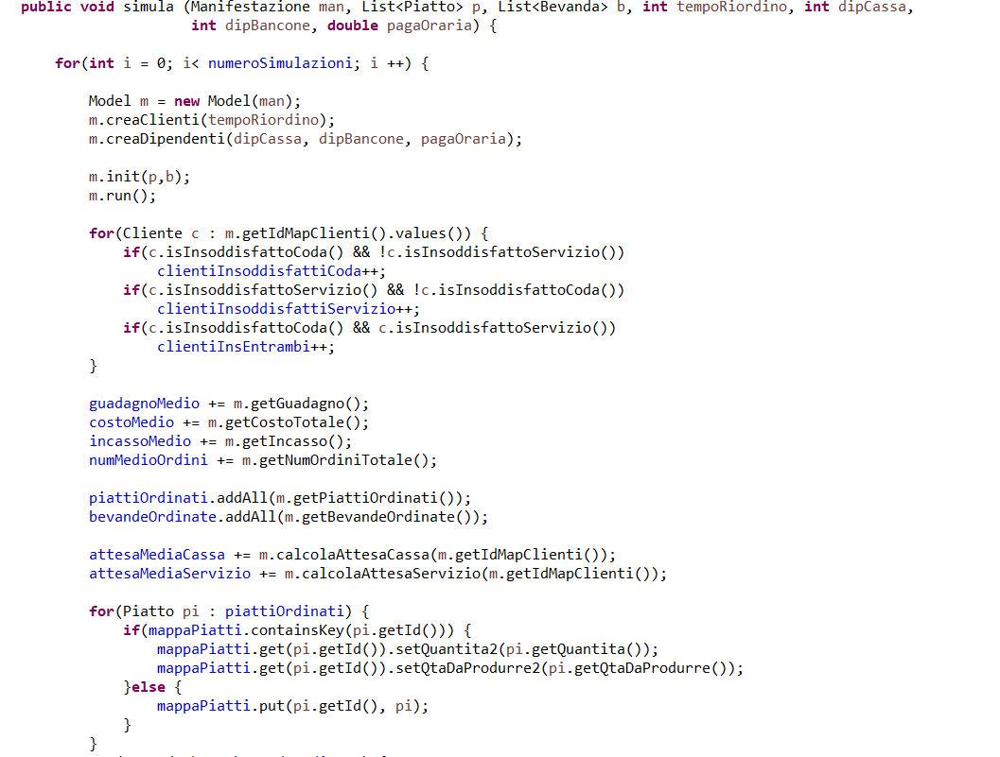 public void simula (Manifestazione man, List<Piatto> p, List<Bevanda> b, int tempoRiordino, int dipCassa,
int dipBancone, double pagaOraria) {
for(int i = 0; i< numeroSimulazioni; i ++) {
Model m = new Model(man);
m.creaClienti(tempoRiordino);
m.creaDipendenti(dipCassa, dipBancone, pagaOraria);
m.init(p,b);
m.run();
for(Cliente c : m.getIdMapClienti().values()) {
if(c.isInsoddisfattoCoda() && !c.isInsoddisfattoServizio())
clientiInsoddisfattiCoda++;
if(c.isInsoddisfattoServizio() && !c.isInsoddisfattoCoda())
clientiInsoddisfattiServizio++;
if(c.isInsoddisfattoCoda() && c.isInsoddisfattoServizio())
clientiInsEntrambi++;
}
guadagnoMedio += m.getGuadagno();
costoMedio += m.getCostoTotale();
incassoMedio += m.getIncasso();
numMedioOrdini += m.getNumOrdiniTotale();
piattiOrdinati.addAll(m.getPiattiOrdinati());
bevandeOrdinate.addAll(m.getBevandeOrdinate());
attesaMediaCassa += m.calcolaAttesaCassa(m.getIdMapClienti());
attesaMediaServizio += m.calcolaAttesaServizio(m.getIdMapClienti());
for(Piatto pi : piattiOrdinati) {
if(mappaPiatti.containsKey(pi.getId())) {
mappaPiatti.get(pi.getId()).setQuantita2(pi.getQuantita());
mappaPiatti.get(pi.getId()).setQtaDaProdurre2(pi.getQtaDaProdurre());
}else {
mappaPiatti.put(pi.getId(), pi);
}
}